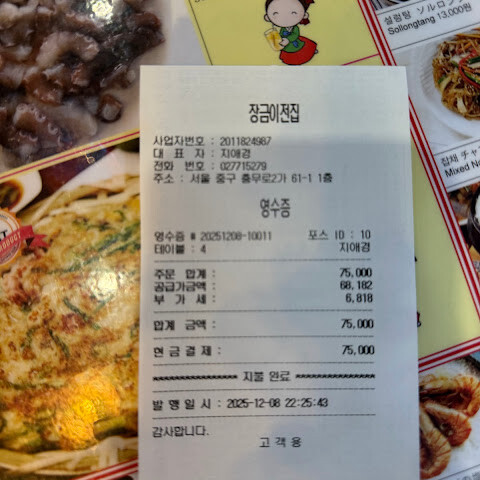 장금이전집
사업자번호 : 2011824987
대 표 자 : 지애경
전화 번호 : 027715279
주소 : 서울 중구 충무로2가 61-1 1층
영수증
영수증 # 20251208-10011 포스 ID : 10
테이블 : 4 지애경
주문 합계 : 75,000
공급가금액 : 68,182
부 가 세 : 6,818
합계 금액 : 75,000
현금결제 : 75,000
지불 완료
발 행 일 시 : 2025-12-08 22:25:43
감사합니다.
고 객 용
설렁탕 ソルロンタン
Sollongtang 13,000원
잡채 チャプ
Mixed No